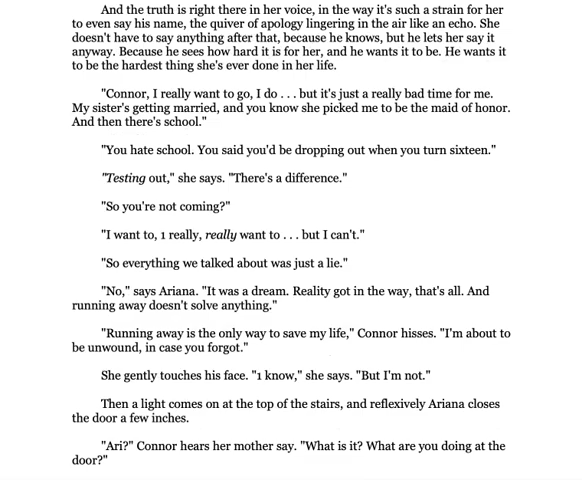 And the truth is right there in her voice, in the way it's such a strain for her
to even say his name, the quiver of apology lingering in the air like an echo. She
doesn't have to say anything after that, because he knows, but he lets her say it
anyway. Because he sees how hard it is for her, and he wants it to be. He wants it
to be the hardest thing she's ever done in her life.
"Connor, I really want to go, I do . . . but it's just a really bad time for me.
My sister's getting married, and you know she picked me to be the maid of honor.
And then there's school."
"You hate school. You said you'd be dropping out when you turn sixteen."
"Testing out," she says. "There's a difference."
"So you're not coming?"
"I want to, 1 really, really want to . . . but I can't."
"So everything we talked about was just a lie."
"No," says Ariana. "It was a dream. Reality got in the way, that's all. And
running away doesn't solve anything."
"Running away is the only way to save my life," Connor hisses. "I'm about to
be unwound, in case you forgot."
She gently touches his face. "1 know," she says. "But I'm not."
Then a light comes on at the top of the stairs, and reflexively Ariana closes
the door a few inches.
"Ari?" Connor hears her mother say. "What is it? What are you doing at the
door?"